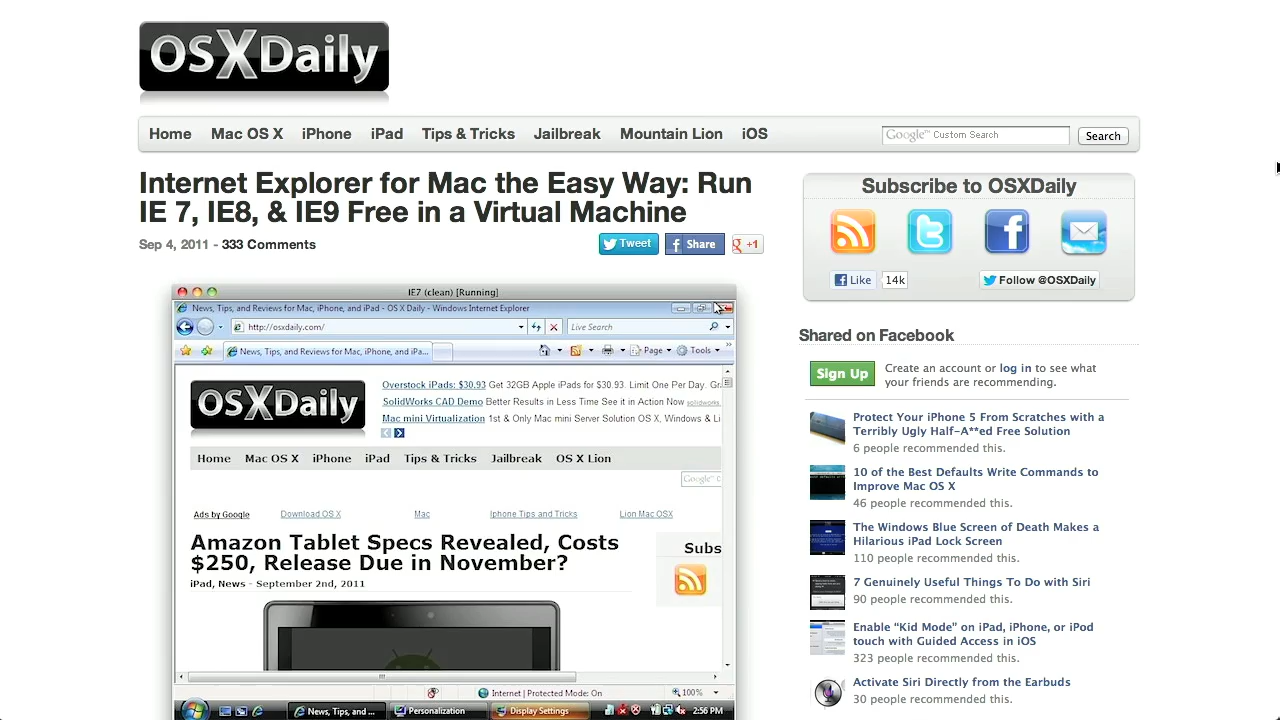 OSXDaily
Home Mac OS X iPhone iPad Tips & Tricks Jailbreak Mountain Lion iOS
Google™ Custom Search
Search
Internet Explorer for Mac the Easy Way: Run
IE 7, IE8, & IE9 Free in a Virtual Machine
Sep 4, 2011 - 333 Comments
Tweet
Share
+1
IE7 (clean) [Running]
News, Tips, and Reviews for Mac, iPhone, and iPad - OS X Daily - Windows Internet Explorer
http://osxdaily.com/
Live Search
News, Tips, and Reviews for Mac, iPhone, and iPa...
Page Tools
OSXDaily
Overstock iPads: $30.93 Get 32GB Apple iPads for $30.93. Limit One Per Day.
SolidWorks CAD Demo Better Results in Less Time See it in Action Now solidworks
Mac mini Virtualization 1st & Only Mac mini Server Solution OS X, Windows & Li
Home Mac OS X iPhone iPad Tips & Tricks Jailbreak OS X Lion
Google™ C
Ads by Google Download OS X Mac Iphone Tips and Tricks Lion Mac OSX
Amazon Tablet Specs Revealed, Costs
$250, Release Due in November?
iPad, News - September 2nd, 2011
Subs
Internet | Protected Mode: On
100%
News, Tips, and ...
Personalization
Display Settings
2:56 PM
Subscribe to OSXDaily
Like 14k
Follow @OSXDaily
Shared on Facebook
Sign Up
Create an account or log in to see what
your friends are recommending.
Protect Your iPhone 5 From Scratches with a
Terribly Ugly Half-A**ed Free Solution
6 people recommended this.
10 of the Best Defaults Write Commands to
Improve Mac OS X
46 people recommended this.
The Windows Blue Screen of Death Makes a
Hilarious iPad Lock Screen
110 people recommended this.
7 Genuinely Useful Things To Do with Siri
90 people recommended this.
Enable “Kid Mode” on iPad, iPhone, or iPod
touch with Guided Access in iOS
323 people recommended this.
Activate Siri Directly from the Earbuds
30 people recommended this.